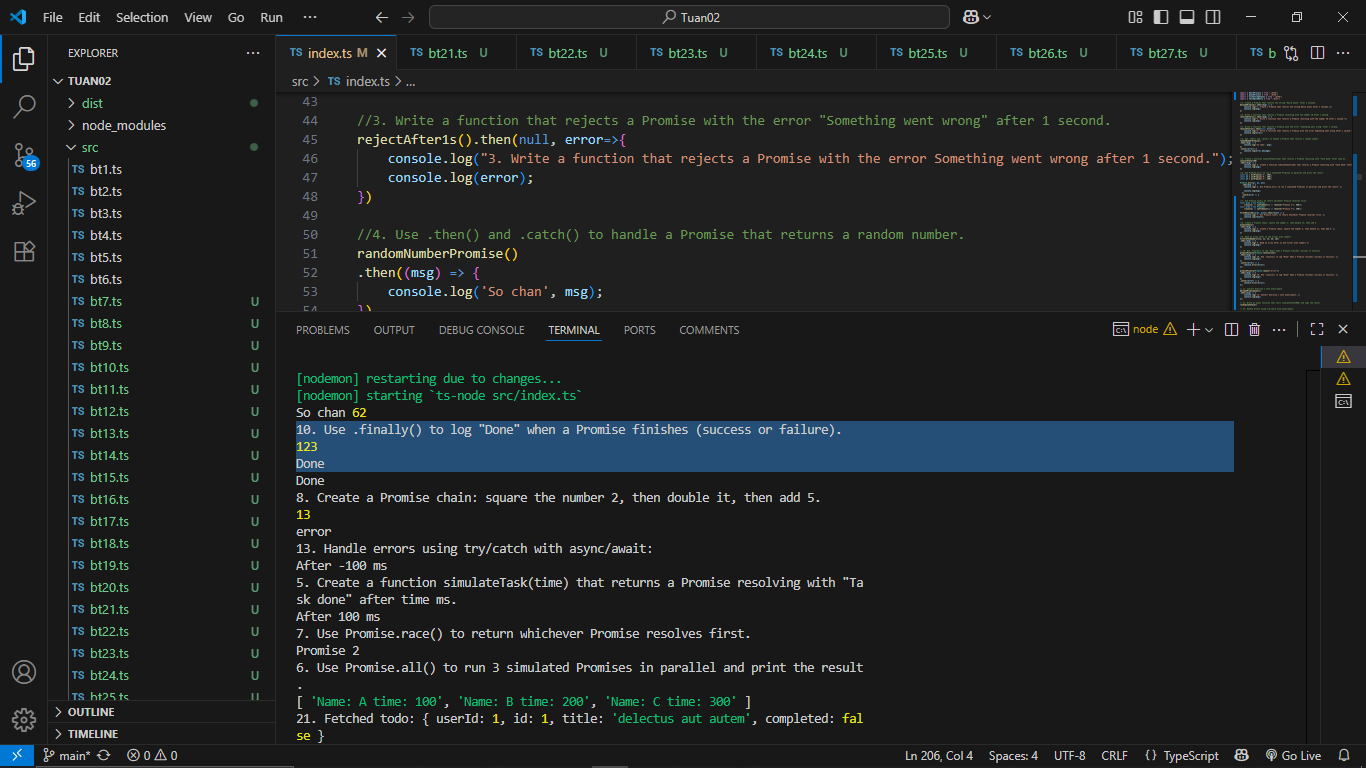 File Edit Selection View Go Run ··· Tuan02
EXPLORER ···
TUAN02
dist
node_modules
src
TS bt1.ts
TS bt2.ts
TS bt3.ts
TS bt4.ts
TS bt5.ts
TS bt6.ts
TS bt7.ts U
TS bt8.ts U
TS bt9.ts U
TS bt10.ts U
TS bt11.ts U
TS bt12.ts U
TS bt13.ts U
TS bt14.ts U
TS bt15.ts U
TS bt16.ts U
TS bt17.ts U
TS bt18.ts U
TS bt19.ts U
TS bt20.ts U
TS bt21.ts U
TS bt22.ts U
TS bt23.ts U
TS bt24.ts U
TS bt25.ts U
OUTLINE
TIMELINE
56
TS index.ts M TS bt21.ts U TS bt22.ts U TS bt23.ts U TS bt24.ts U TS bt25.ts U TS bt26.ts U TS bt27.ts U TS b ···
src > TS index.ts > ...
43
44 //3. Write a function that rejects a Promise with the error "Something went wrong" after 1 second.
45 rejectAfter1s().then(null, error=>{
46 console.log("3. Write a function that rejects a Promise with the error Something went wrong after 1 second.");
47 console.log(error);
48 })
49
50 //4. Use .then() and .catch() to handle a Promise that returns a random number.
51 randomNumberPromise()
52 .then((msg) => {
53 console.log('So chan', msg);
54 })
PROBLEMS OUTPUT DEBUG CONSOLE TERMINAL PORTS COMMENTS node ···
[nodemon] restarting due to changes...
[nodemon] starting `ts-node src/index.ts`
So chan 62
10. Use .finally() to log "Done" when a Promise finishes (success or failure).
123
Done
Done
8. Create a Promise chain: square the number 2, then double it, then add 5.
13
error
13. Handle errors using try/catch with async/await:
After -100 ms
5. Create a function simulateTask(time) that returns a Promise resolving with "Ta
sk done" after time ms.
After 100 ms
7. Use Promise.race() to return whichever Promise resolves first.
Promise 2
6. Use Promise.all() to run 3 simulated Promises in parallel and print the result
.
[ 'Name: A time: 100', 'Name: B time: 200', 'Name: C time: 300' ]
21. Fetched todo: { userId: 1, id: 1, title: 'delectus aut autem', completed: fal
se }
main* 0 0 Ln 206, Col 4 Spaces: 4 UTF-8 CRLF {} TypeScript Go Live